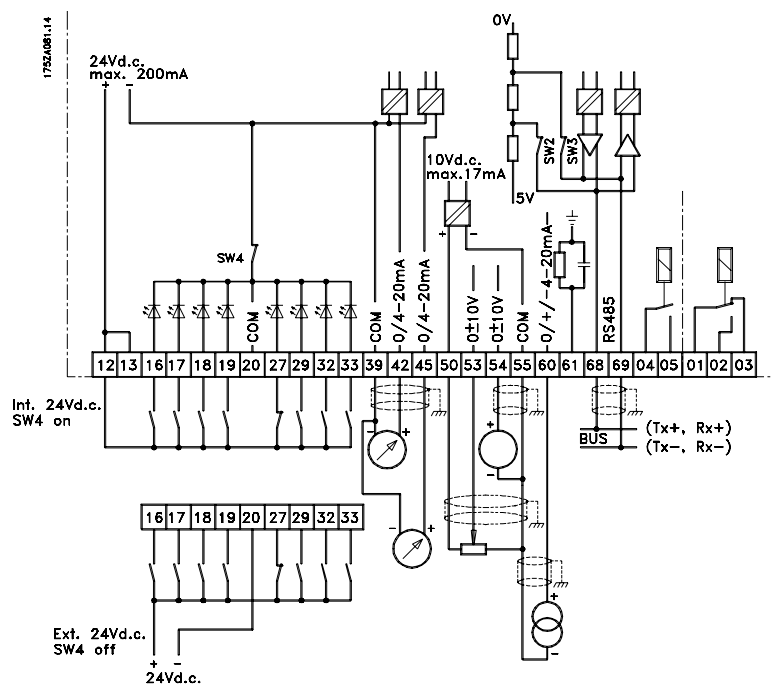 175ZA081.14
24Vd.c.
max. 200mA
+ −
0V
SW2
SW3
5V
10Vd.c.
max.17mA
+ −
SW4
COM
COM
0/4-20mA
0/4-20mA
0±10V
0±10V
COM
0/+/-4-20mA-
RS485
12 13 16 17 18 19 20 27 29 32 33 39 42 45 50 53 54 55 60 61 68 69 04 05 01 02 03
Int. 24Vd.c.
SW4 on
− +
+
−
BUS
(Tx+, Rx+)
(Tx-, Rx-)
16 17 18 19 20 27 29 32 33
− +
+
−
Ext. 24Vd.c.
SW4 off
+ −
24Vd.c.